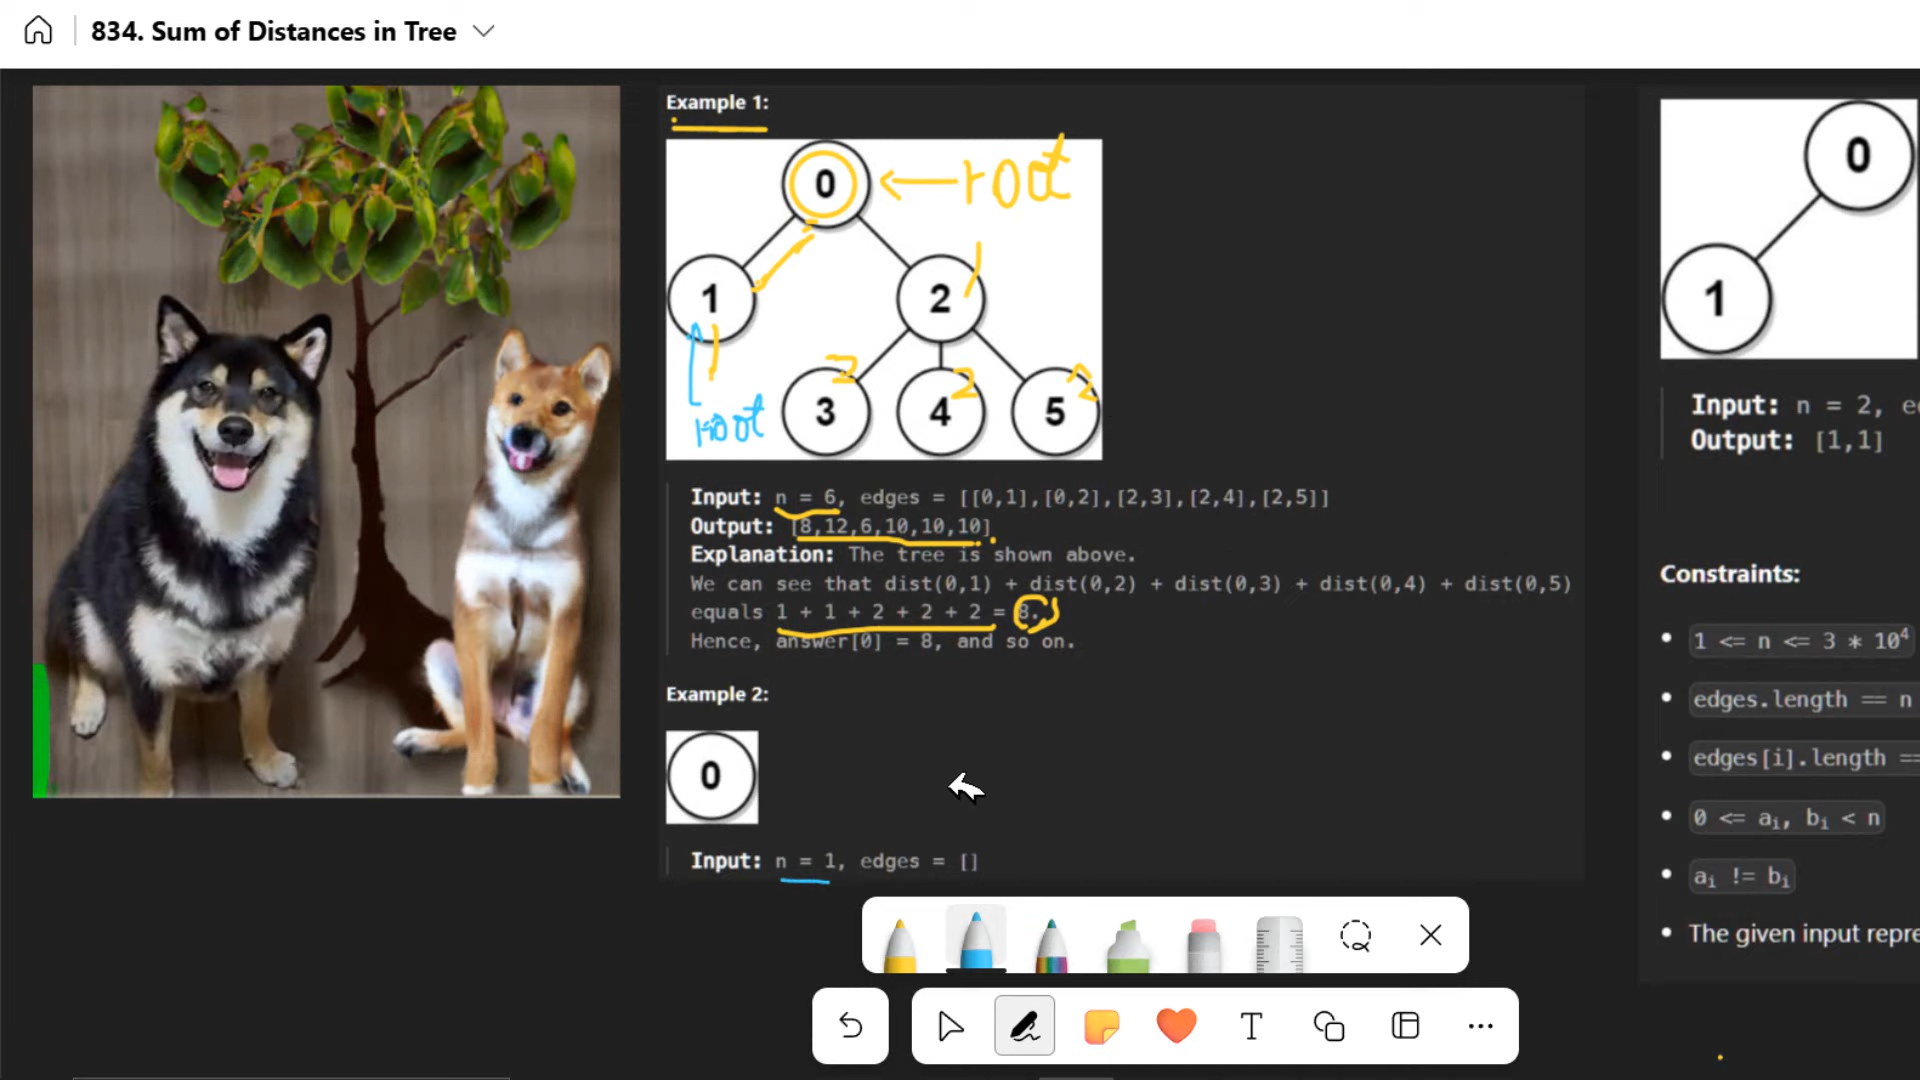 834. Sum of Distances in Tree
Example 1:
0
root
1
2
2
2
2
3
4
5
root
Input: n = 6, edges = [[0,1],[0,2],[2,3],[2,4],[2,5]]
Output: [8,12,6,10,10,10]
Explanation: The tree is shown above.
We can see that dist(0,1) + dist(0,2) + dist(0,3) + dist(0,4) + dist(0,5)
equals 1 + 1 + 2 + 2 + 2 = 8.
Hence, answer[0] = 8, and so on.
Example 2:
0
Input: n = 1, edges = []
0
1
Input: n = 2,
Output: [1,1]
Constraints:
1 <= n <= 3 * 10⁴
edges.length == n
edges[i].length ==
0 <= aᵢ, bᵢ < n
aᵢ != bᵢ
The given input
T